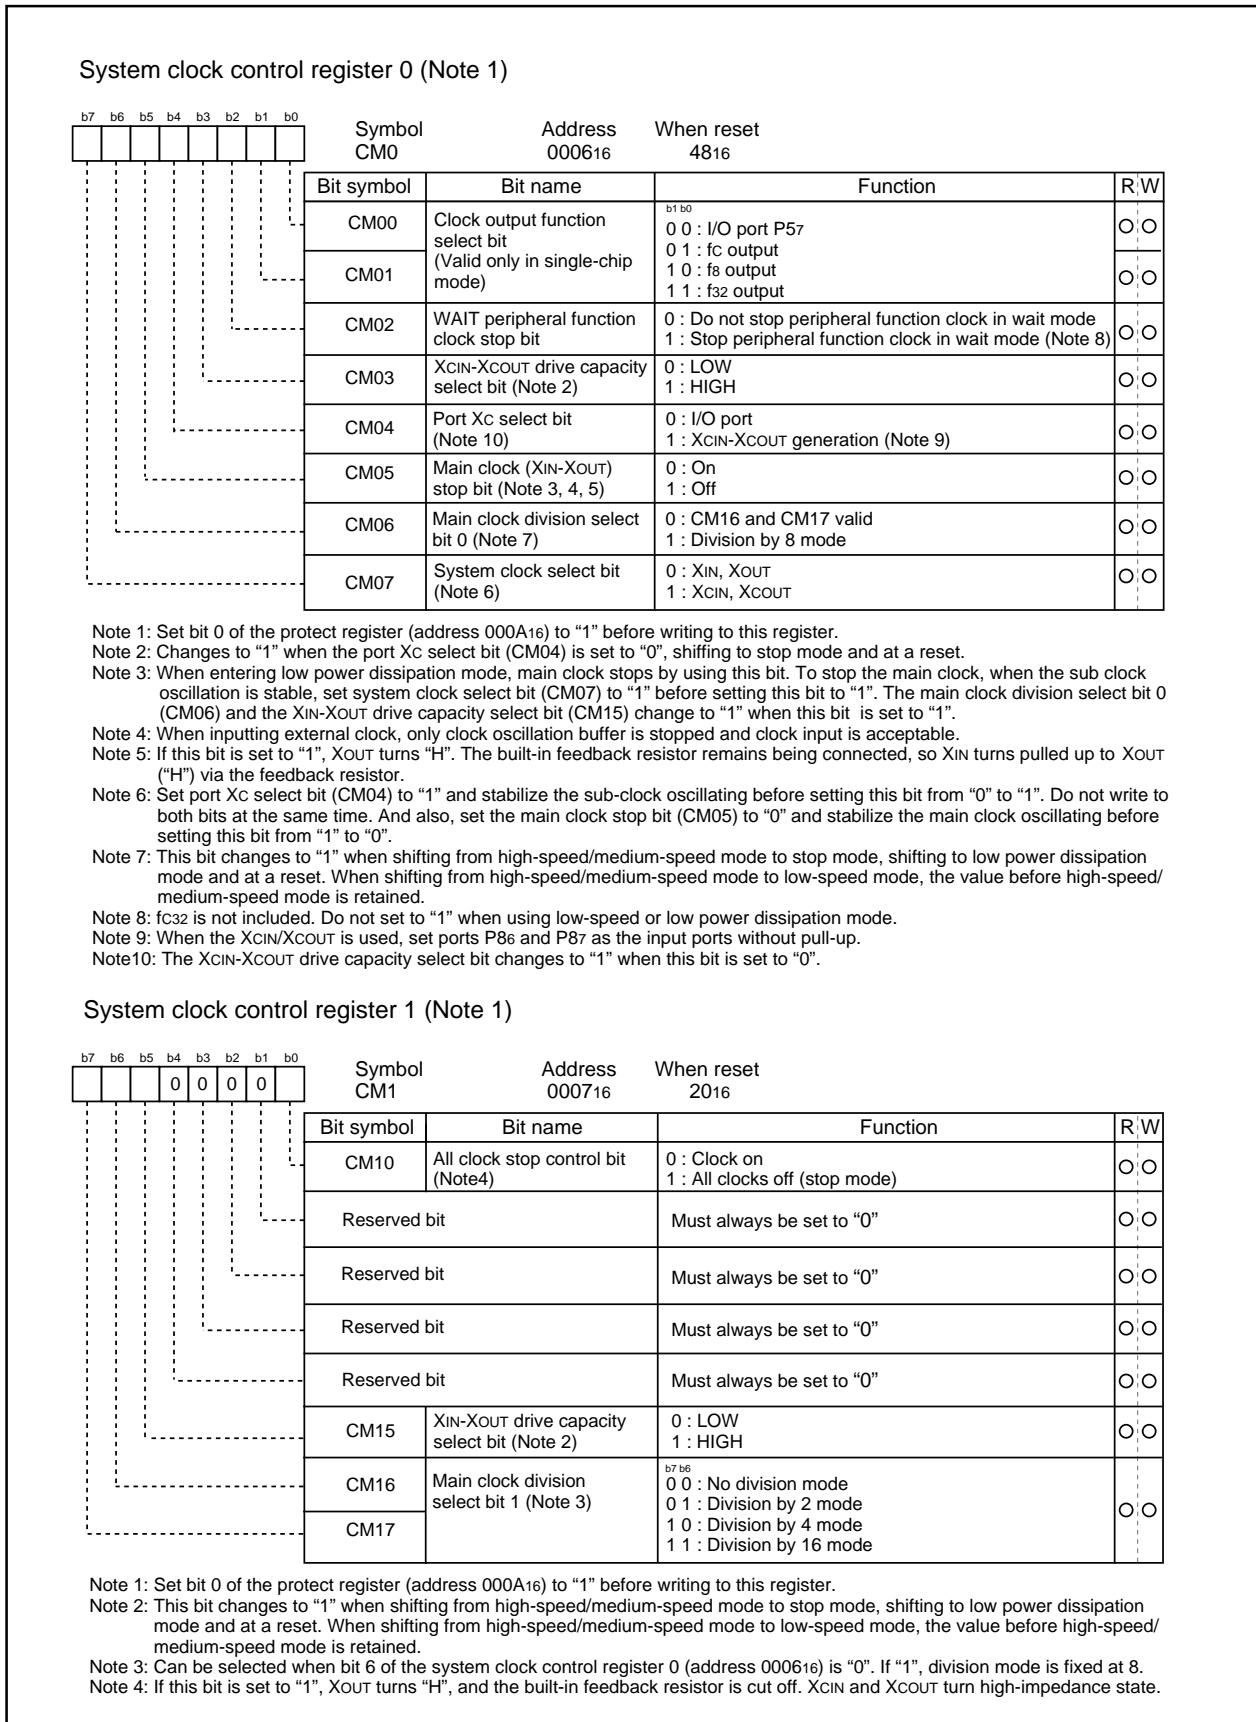 System clock control register 0 (Note 1)
b7 b6 b5 b4 b3 b2 b1 b0
Symbol Address When reset
CM0 000616 4816
Bit symbol Bit name Function R W
CM00 Clock output function select bit (Valid only in single-chip mode)
b1 b0
0 0 : I/O port P57
0 1 : fC output
1 0 : f8 output
1 1 : f32 output
CM01
CM02 WAIT peripheral function clock stop bit
0 : Do not stop peripheral function clock in wait mode
1 : Stop peripheral function clock in wait mode (Note 8)
CM03 XCIN-XCOUT drive capacity select bit (Note 2)
0 : LOW
1 : HIGH
CM04 Port XC select bit (Note 10)
0 : I/O port
1 : XCIN-XCOUT generation (Note 9)
CM05 Main clock (XIN-XOUT) stop bit (Note 3, 4, 5)
0 : On
1 : Off
CM06 Main clock division select bit 0 (Note 7)
0 : CM16 and CM17 valid
1 : Division by 8 mode
CM07 System clock select bit (Note 6)
0 : XIN, XOUT
1 : XCIN, XCOUT
Note 1: Set bit 0 of the protect register (address 000A16) to “1” before writing to this register.
Note 2: Changes to “1” when the port XC select bit (CM04) is set to “0”, shiffing to stop mode and at a reset.
Note 3: When entering low power dissipation mode, main clock stops by using this bit. To stop the main clock, when the sub clock
oscillation is stable, set system clock select bit (CM07) to “1” before setting this bit to “1”. The main clock division select bit 0
(CM06) and the XIN-XOUT drive capacity select bit (CM15) change to “1” when this bit is set to “1”.
Note 4: When inputting external clock, only clock oscillation buffer is stopped and clock input is acceptable.
Note 5: If this bit is set to “1”, XOUT turns “H”. The built-in feedback resistor remains being connected, so XIN turns pulled up to XOUT
(“H”) via the feedback resistor.
Note 6: Set port XC select bit (CM04) to “1” and stabilize the sub-clock oscillating before setting this bit from “0” to “1”. Do not write to
both bits at the same time. And also, set the main clock stop bit (CM05) to “0” and stabilize the main clock oscillating before
setting this bit from “1” to “0”.
Note 7: This bit changes to “1” when shifting from high-speed/medium-speed mode to stop mode, shifting to low power dissipation
mode and at a reset. When shifting from high-speed/medium-speed mode to low-speed mode, the value before high-speed/
medium-speed mode is retained.
Note 8: fC32 is not included. Do not set to “1” when using low-speed or low power dissipation mode.
Note 9: When the XCIN/XCOUT is used, set ports P86 and P87 as the input ports without pull-up.
Note10: The XCIN-XCOUT drive capacity select bit changes to “1” when this bit is set to “0”.
System clock control register 1 (Note 1)
b7 b6 b5 b4 b3 b2 b1 b0
0 0 0 0
Symbol Address When reset
CM1 000716 2016
Bit symbol Bit name Function R W
CM10 All clock stop control bit (Note4)
0 : Clock on
1 : All clocks off (stop mode)
Reserved bit Must always be set to “0”
Reserved bit Must always be set to “0”
Reserved bit Must always be set to “0”
Reserved bit Must always be set to “0”
CM15 XIN-XOUT drive capacity select bit (Note 2)
0 : LOW
1 : HIGH
CM16 Main clock division select bit 1 (Note 3)
b7 b6
0 0 : No division mode
0 1 : Division by 2 mode
1 0 : Division by 4 mode
1 1 : Division by 16 mode
CM17
Note 1: Set bit 0 of the protect register (address 000A16) to “1” before writing to this register.
Note 2: This bit changes to “1” when shifting from high-speed/medium-speed mode to stop mode, shifting to low power dissipation
mode and at a reset. When shifting from high-speed/medium-speed mode to low-speed mode, the value before high-speed/
medium-speed mode is retained.
Note 3: Can be selected when bit 6 of the system clock control register 0 (address 000616) is “0”. If “1”, division mode is fixed at 8.
Note 4: If this bit is set to “1”, XOUT turns “H”, and the built-in feedback resistor is cut off. XCIN and XCOUT turn high-impedance state.